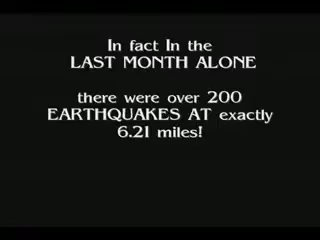 In fact In the
LAST MONTH ALONE
there were over 200
EARTHQUAKES AT exactly
6.21 miles!